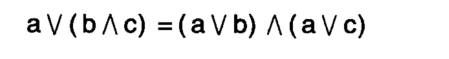 a ∨ (b ∧ c) = (a ∨ b) ∧ (a ∨ c)